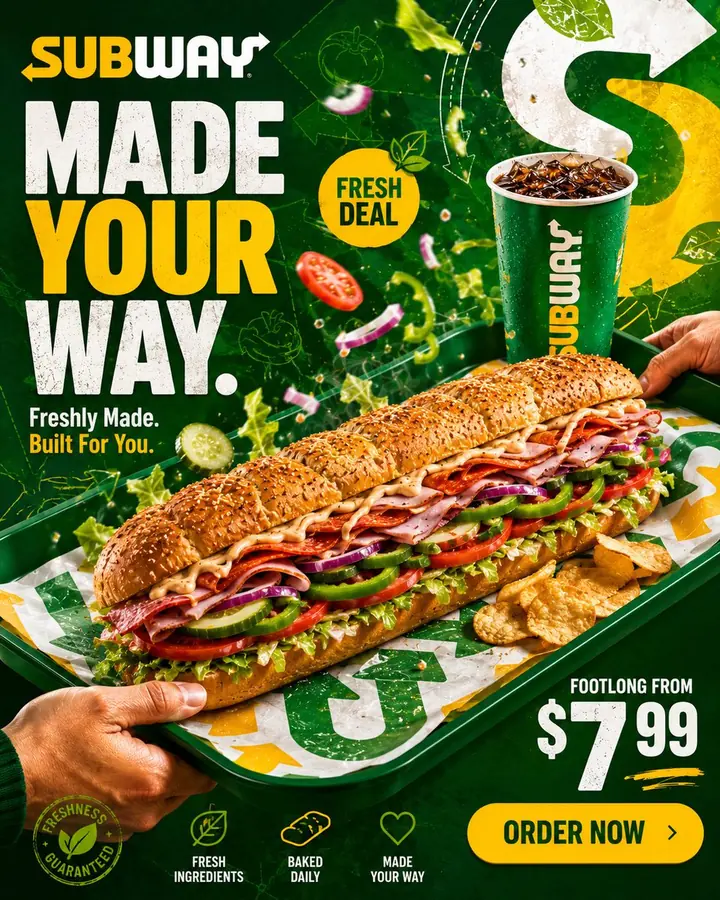 SUBWAY
MADE
YOUR
WAY.
Freshly Made.
Built For You.
FRESH
DEAL
SUBWAY
FOOTLONG FROM
$7 99
ORDER NOW
FRESHNESS
GUARANTEED
FRESH
INGREDIENTS
BAKED
DAILY
MADE
YOUR WAY